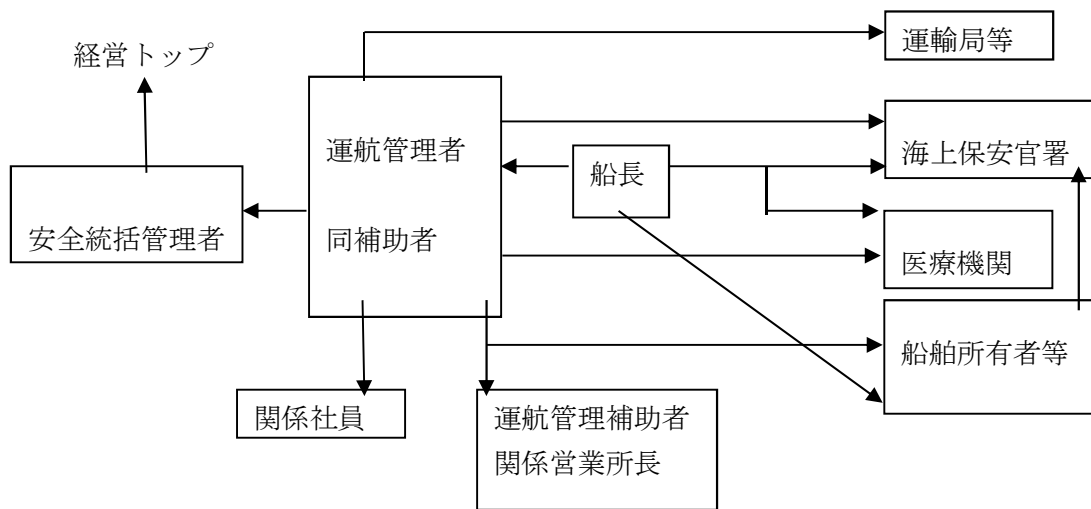 運輸局等
経営トップ
運航管理者
同補助者
船長
海上保安官署
安全統括管理者
医療機関
船舶所有者等
関係社員
運航管理補助者
関係営業所長